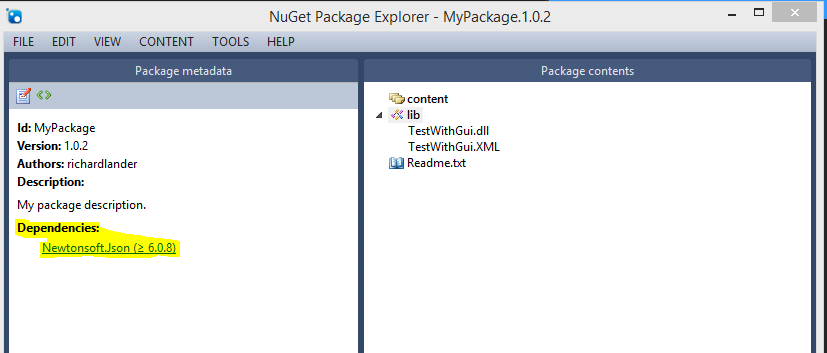 NuGet Package Explorer - MyPackage.1.0.2
FILE EDIT VIEW CONTENT TOOLS HELP
Package metadata
Id: MyPackage
Version: 1.0.2
Authors: richardlander
Description:
My package description.
Dependencies:
Newtonsoft.Json (≥ 6.0.8)
Package contents
content
lib
TestWithGui.dll
TestWithGui.XML
Readme.txt